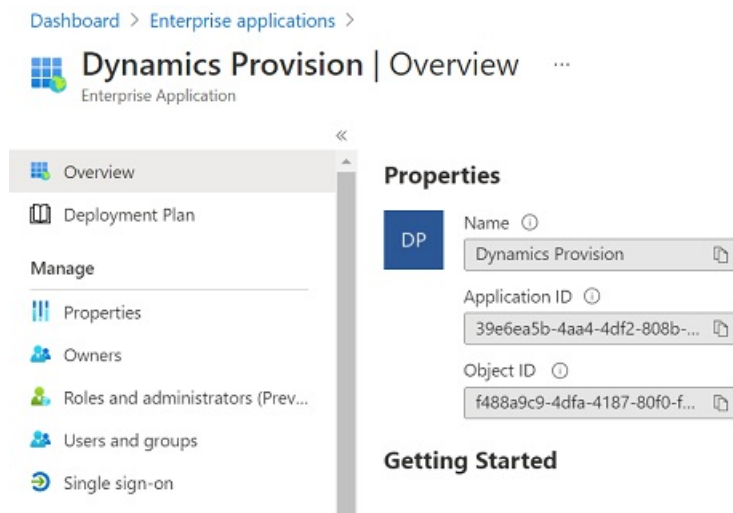 Dashboard > Enterprise applications >
Dynamics Provision | Overview ...
Enterprise Application
«
Overview
Deployment Plan
Manage
Properties
Owners
Roles and administrators (Prev...
Users and groups
Single sign-on
Properties
DP
Name
Dynamics Provision
Application ID
39e6ea5b-4aa4-4df2-808b-...
Object ID
f488a9c9-4dfa-4187-80f0-f...
Getting Started